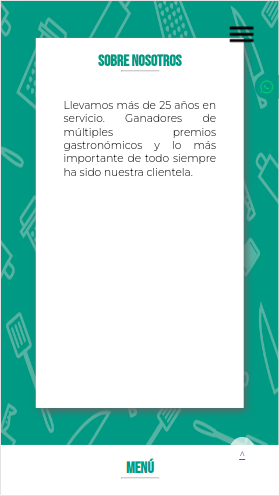 SOBRE NOSOTROS
Llevamos más de 25 años en
servicio. Ganadores de
múltiples premios
gastronómicos y lo más
importante de todo siempre
ha sido nuestra clientela.
^
MENÚ